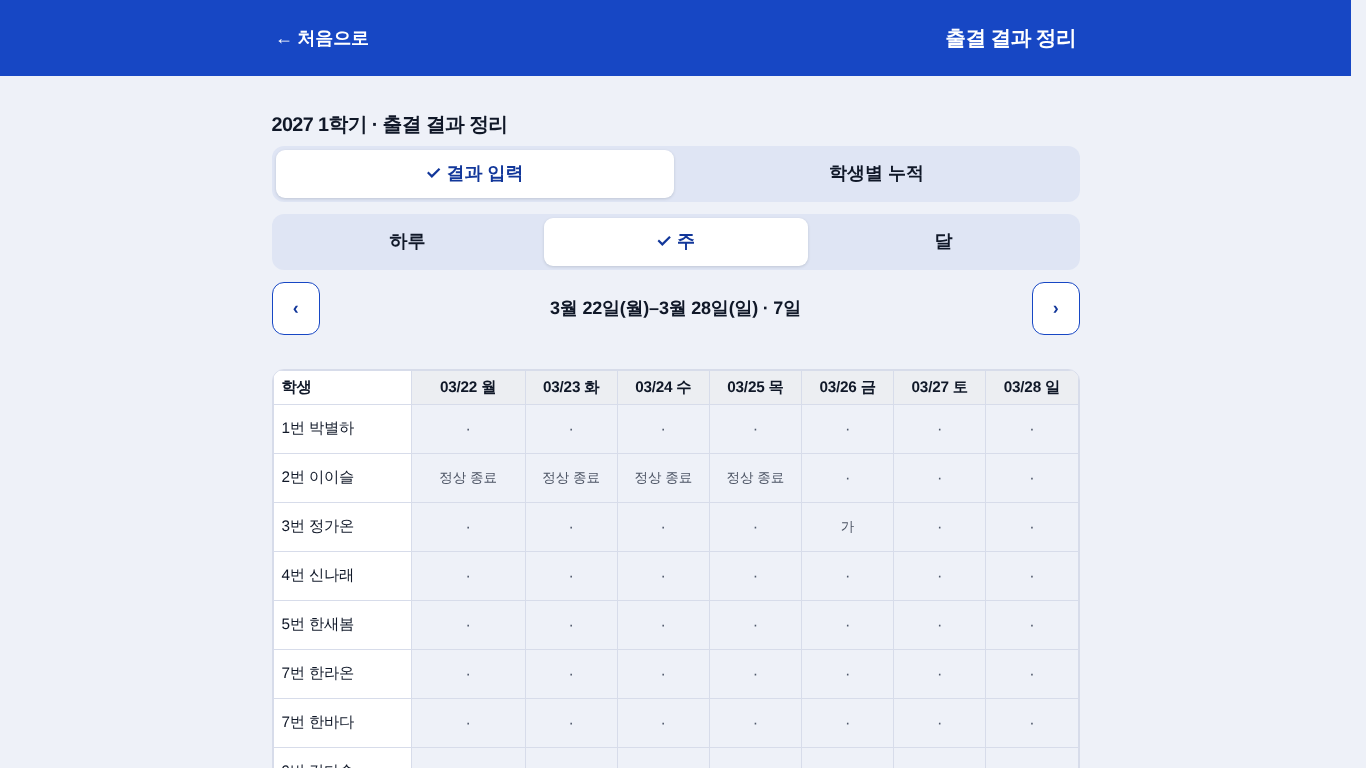 ← 처음으로
출결 결과 정리
2027 1학기 · 출결 결과 정리
✓ 결과 입력
학생별 누적
하루
✓ 주
달
‹
3월 22일(월)–3월 28일(일) · 7일
›
학생 03/22 월 03/23 화 03/24 수 03/25 목 03/26 금 03/27 토 03/28 일
1번 박별하 · · · · · · ·
2번 이이슬 정상 종료 정상 종료 정상 종료 정상 종료 · · ·
3번 정가온 · · · · 가 · ·
4번 신나래 · · · · · · ·
5번 한새봄 · · · · · · ·
7번 한라온 · · · · · · ·
7번 한바다 · · · · · · ·